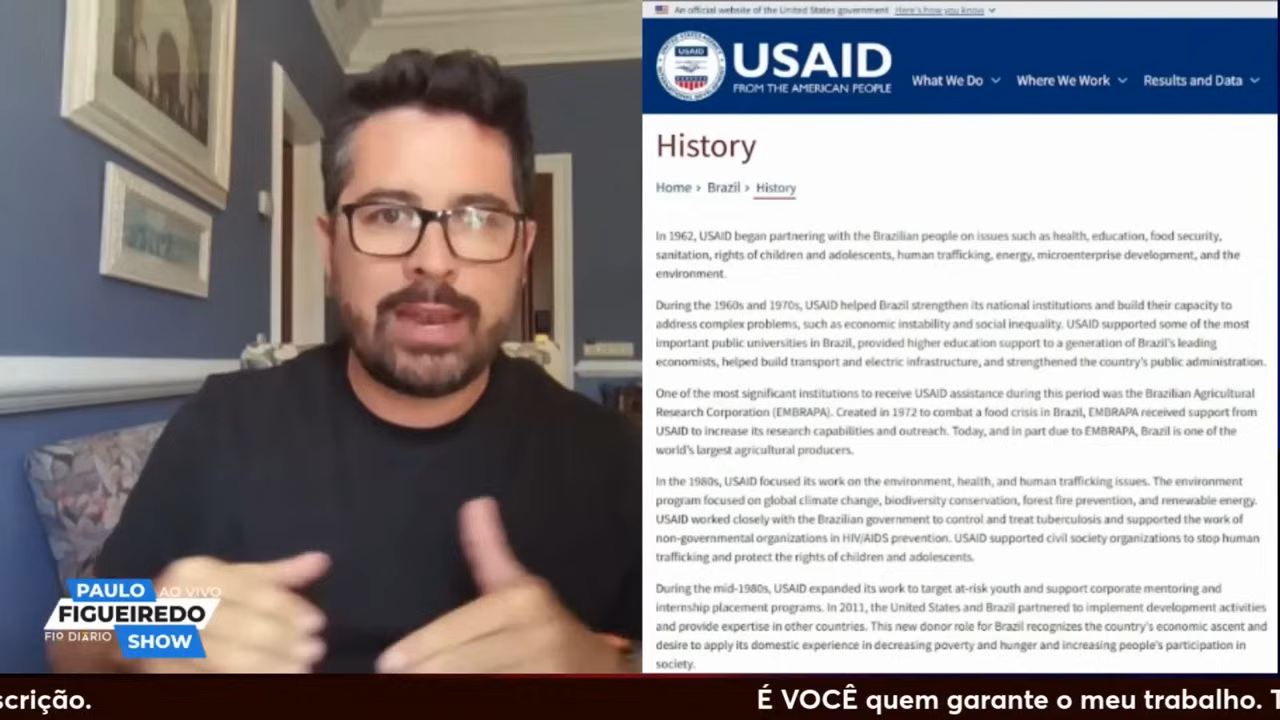 An official website of the United States government Here's how you know
USAID
USAID
FROM THE AMERICAN PEOPLE
What We Do
Where We Work
Results and Data
History
Home › Brazil › History
In 1962, USAID began partnering with the Brazilian people on issues such as health, education, food security,
sanitation, rights of children and adolescents, human trafficking, energy, microenterprise development, and the
environment.
During the 1960s and 1970s, USAID helped Brazil strengthen its national institutions and build their capacity to
address complex problems, such as economic instability and social inequality. USAID supported some of the most
important public universities in Brazil, provided higher education support to a generation of Brazil's leading
economists, helped build transport and electric infrastructure, and strengthened the country's public administration.
One of the most significant institutions to receive USAID assistance during this period was the Brazilian Agricultural
Research Corporation (EMBRAPA). Created in 1972 to combat a food crisis in Brazil, EMBRAPA received support from
USAID to increase its research capabilities and outreach. Today, and in part due to EMBRAPA, Brazil is one of the
world's largest agricultural producers.
In the 1980s, USAID focused its work on the environment, health, and human trafficking issues. The environment
program focused on global climate change, biodiversity conservation, forest fire prevention, and renewable energy.
USAID worked closely with the Brazilian government to control and treat tuberculosis and supported the work of
non-governmental organizations in HIV/AIDS prevention. USAID supported civil society organizations to stop human
trafficking and protect the rights of children and adolescents.
During the mid-1980s, USAID expanded its work to target at-risk youth and support corporate mentoring and
internship placement programs. In 2011, the United States and Brazil partnered to implement development activities
and provide expertise in other countries. This new donor role for Brazil recognizes the country's economic ascent and
desire to apply its domestic experience in decreasing poverty and hunger and increasing people's participation in
society.
PAULO AO VIVO
FIGUEIREDO
DIÁRIO SHOW
scrição. É VOCÊ quem garante o meu trabalho. T